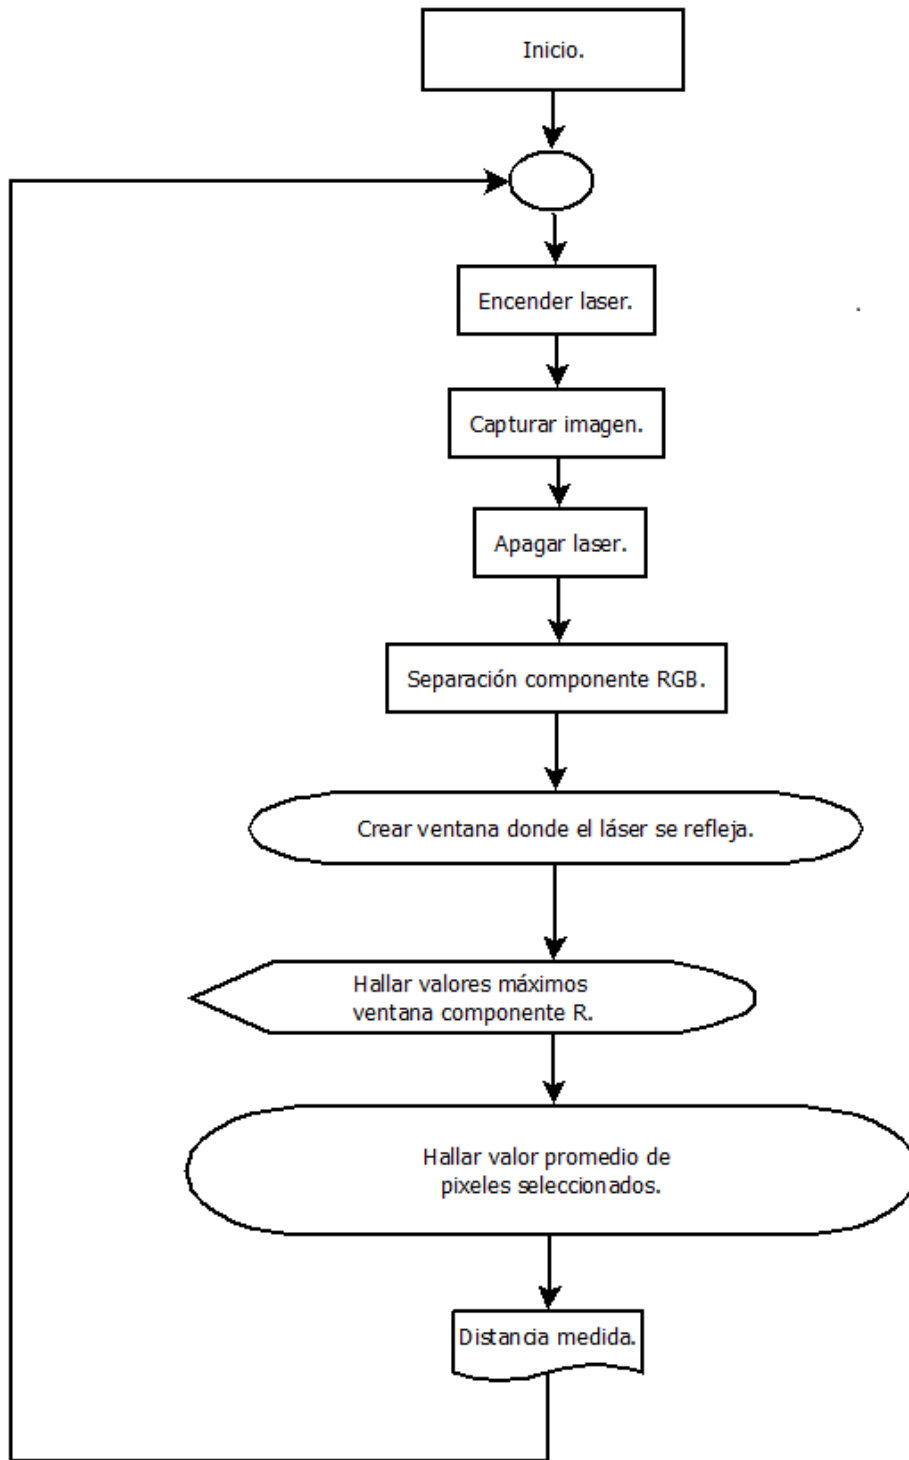 Inicio.
Encender laser.
Capturar imagen.
Apagar laser.
Separación componente RGB.
Crear ventana donde el láser se refleja.
Hallar valores máximos
ventana componente R.
Hallar valor promedio de
pixeles seleccionados.
Distancia medida.